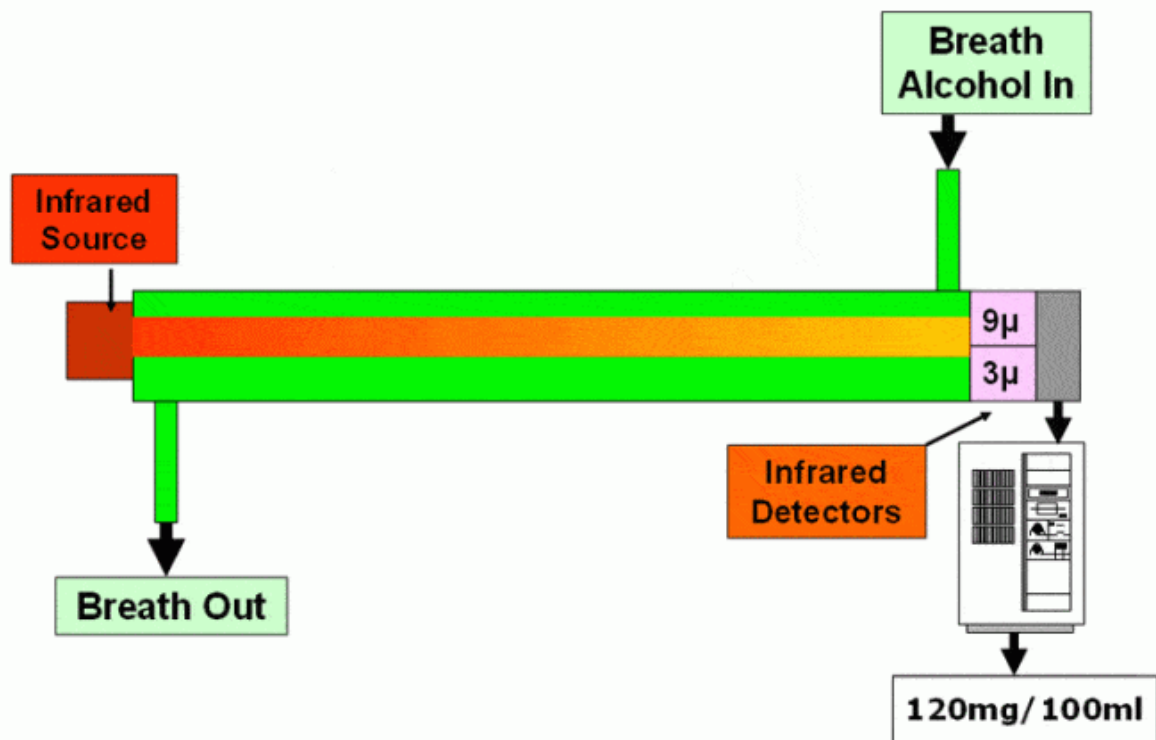 Breath
Alcohol In
Infrared
Source
9µ
3µ
Infrared
Detectors
Breath Out
120mg/100ml